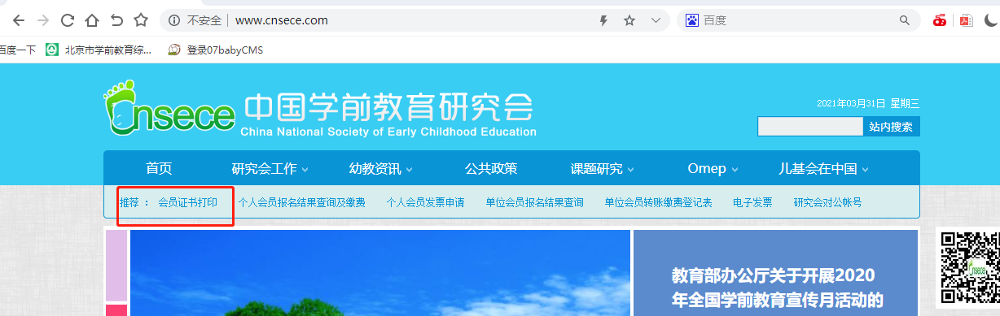 不安全 www.cnsece.com 百度
百度一下 北京市学前教育综... 登录07babyCMS
Cnsece 中国学前教育研究会
China National Society of Early Childhood Education
2021年03月31日 星期三
站内搜索
首页 研究会工作 幼教资讯 公共政策 课题研究 Omep 儿基会在中国
推荐 : 会员证书打印 个人会员报名结果查询及缴费 个人会员发票申请 单位会员报名结果查询 单位会员转账缴费登记表 电子发票 研究会对公帐号
教育部办公厅关于开展2020
年全国学前教育宣传月活动的
cnsece